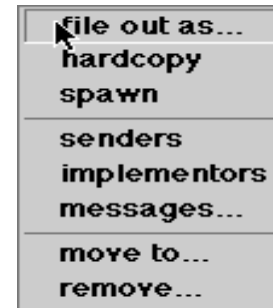 file out as...
hardcopy
spawn
senders
implementors
messages...
move to...
remove...